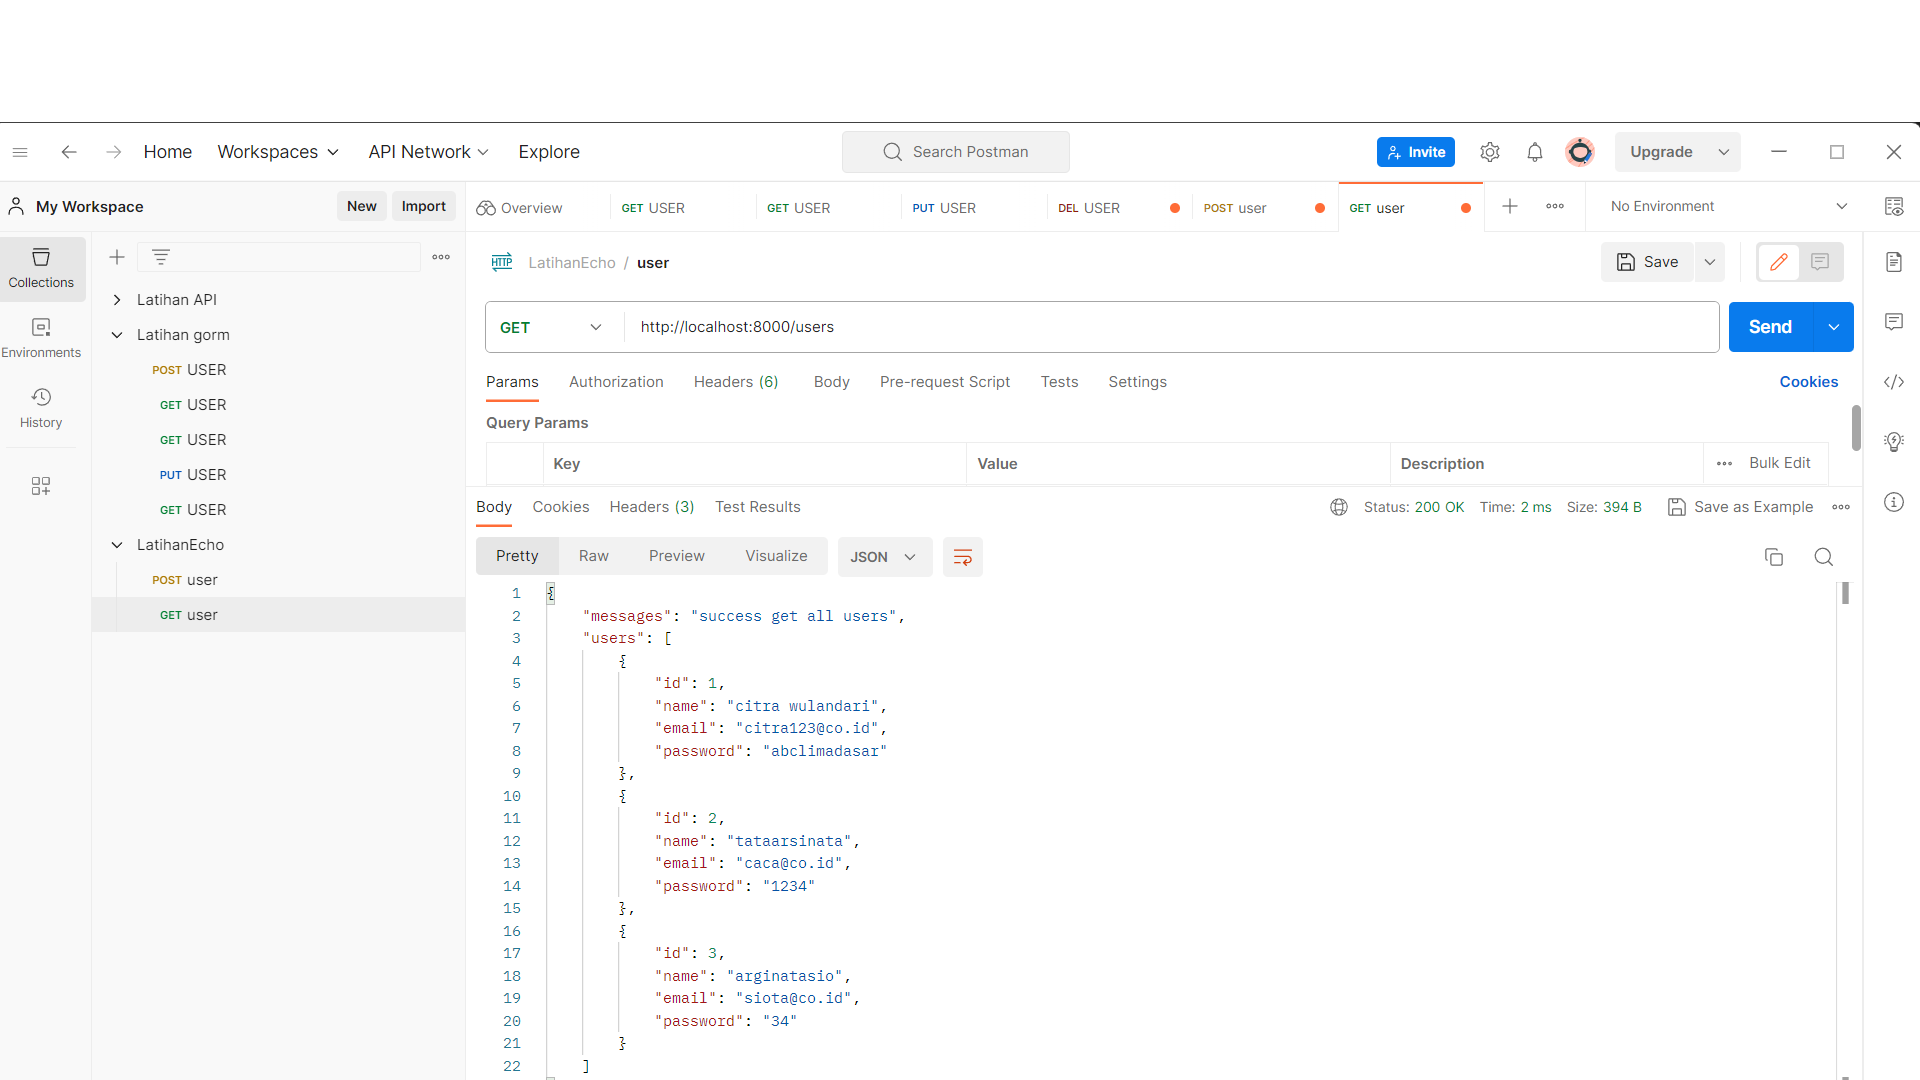 Home Workspaces API Network Explore Search Postman Invite Upgrade
My Workspace New Import Overview GET USER GET USER PUT USER DEL USER POST user GET user No Environment
Collections
Environments
History
Latihan API
Latihan gorm
POST USER
GET USER
GET USER
PUT USER
GET USER
LatihanEcho
POST user
GET user
HTTP LatihanEcho / user Save
GET http://localhost:8000/users Send
Params Authorization Headers (6) Body Pre-request Script Tests Settings Cookies
Query Params
Key Value Description Bulk Edit
Body Cookies Headers (3) Test Results Status: 200 OK Time: 2 ms Size: 394 B Save as Example
Pretty Raw Preview Visualize JSON
1 {
2 "messages": "success get all users",
3 "users": [
4 {
5 "id": 1,
6 "name": "citra wulandari",
7 "email": "citra123@co.id",
8 "password": "abclimadasar"
9 },
10 {
11 "id": 2,
12 "name": "tataarsinata",
13 "email": "caca@co.id",
14 "password": "1234"
15 },
16 {
17 "id": 3,
18 "name": "arginatasio",
19 "email": "siota@co.id",
20 "password": "34"
21 }
22 ]